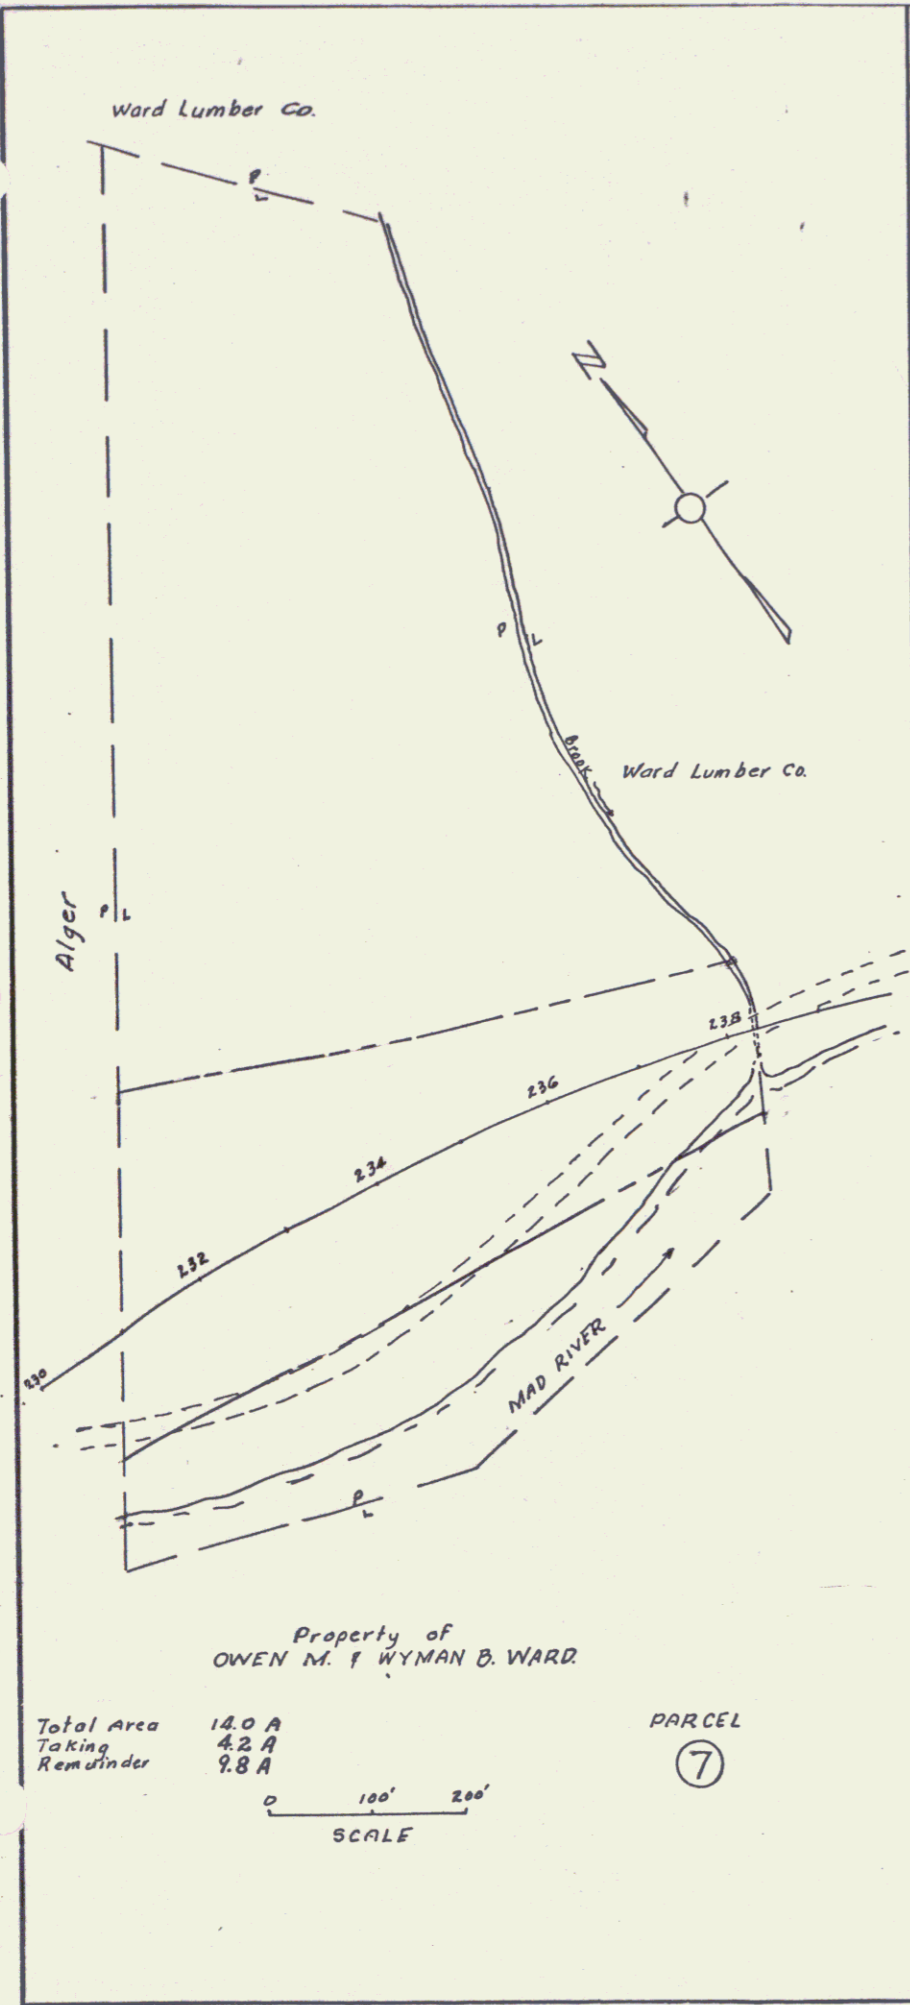 Ward Lumber Co.
P
L
N
P
L
Brook
Ward Lumber Co.
Alger
P L
238
236
234
232
230
MAD RIVER
P
L
Property of
OWEN M. & WYMAN B. WARD.
Total Area 14.0 A
Taking 4.2 A
Remainder 9.8 A
PARCEL
7
0 100' 200'
SCALE